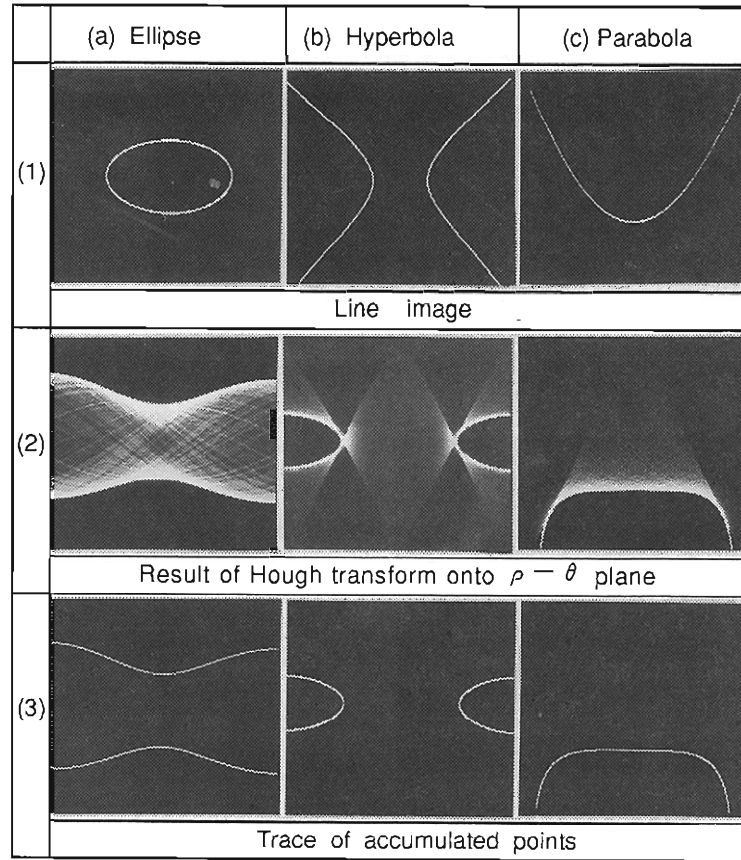 (a) Ellipse (b) Hyperbola (c) Parabola
(1)
Line image
(2)
Result of Hough transform onto ρ — θ plane
(3)
Trace of accumulated points